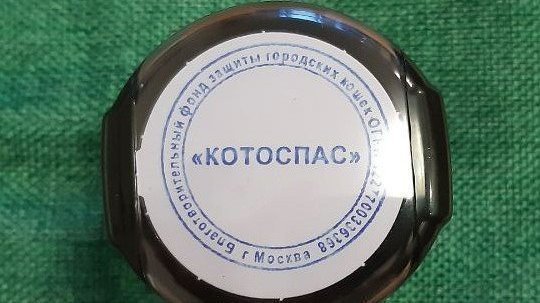 Благотворительный фонд защиты городских кошек
«КОТОСПАС»
г Москва